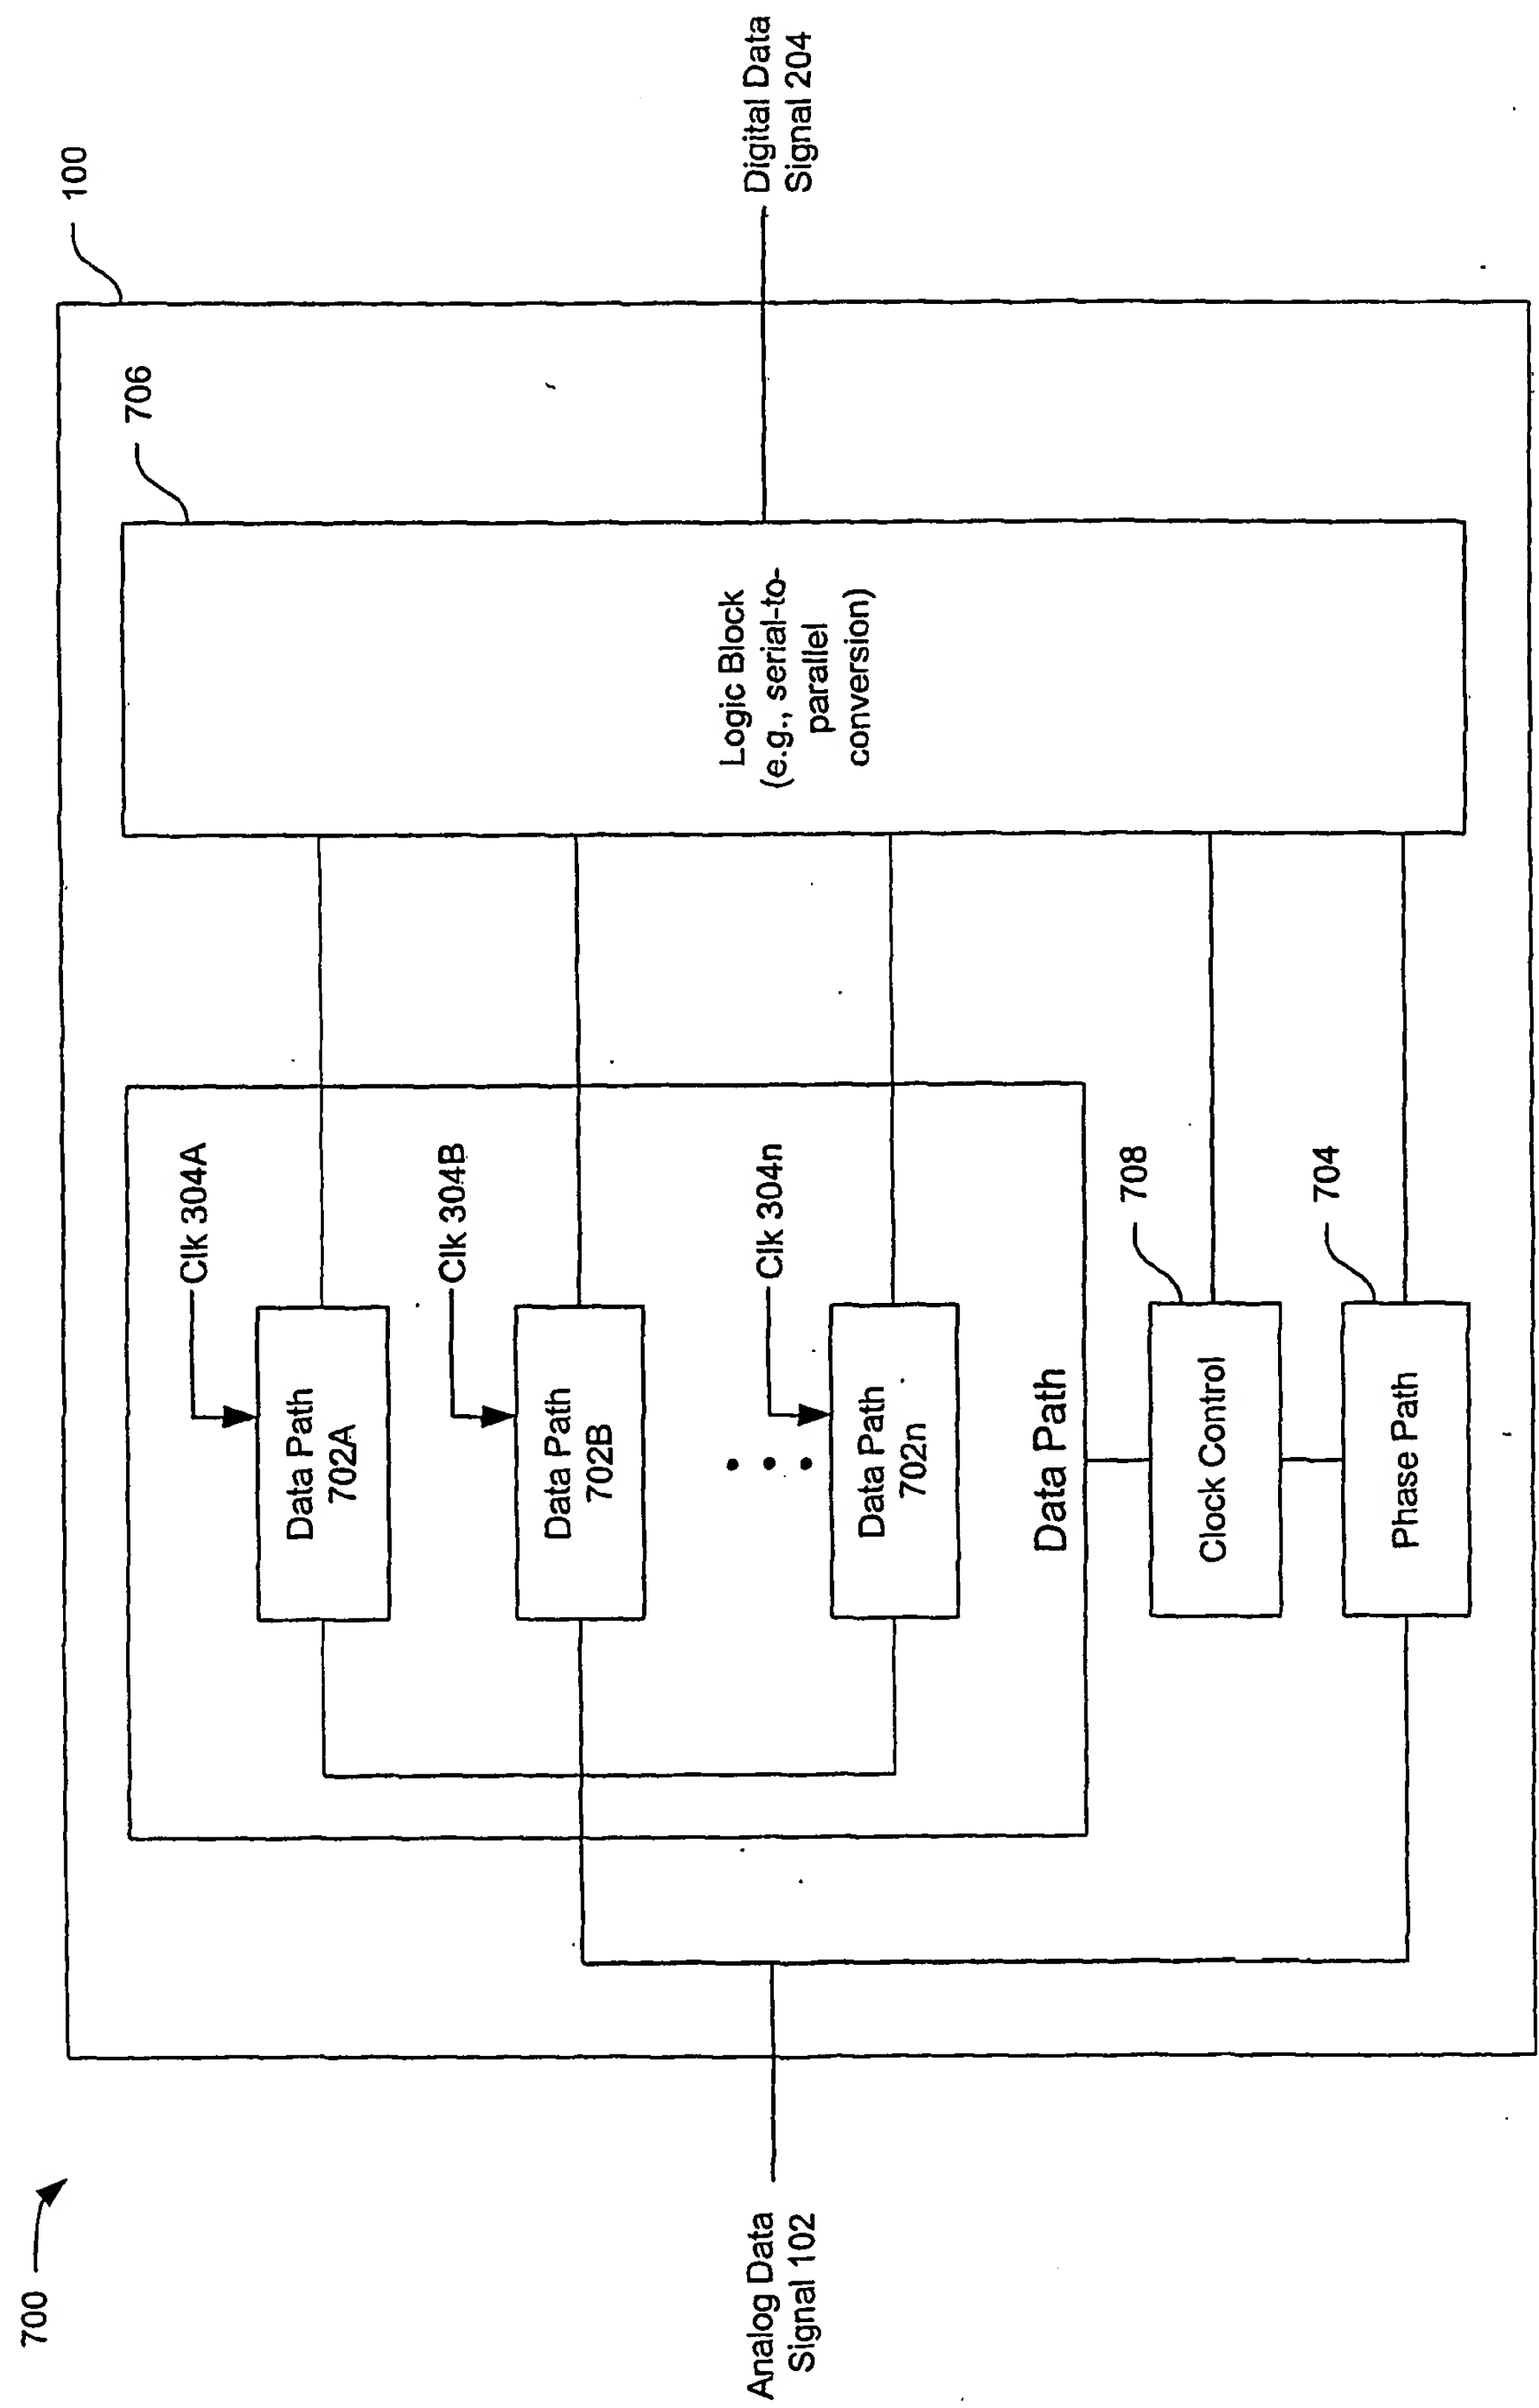 700
100
706
Analog Data
Signal 102
Clk 304A
Data Path
702A
Clk 304B
Data Path
702B
Clk 304n
Data Path
702n
Data Path
708
Clock Control
704
Phase Path
Logic Block
(e.g., serial-to-
parallel
conversion)
Digital Data
Signal 204